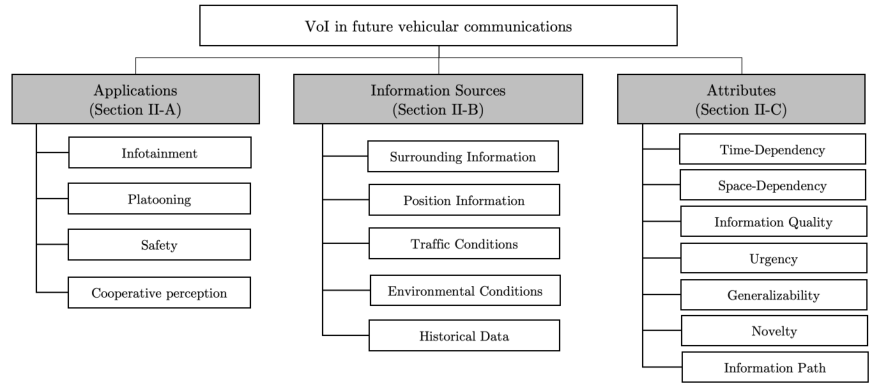 VoI in future vehicular communications
Applications
(Section II-A)
Infotainment
Platooning
Safety
Cooperative perception
Information Sources
(Section II-B)
Surrounding Information
Position Information
Traffic Conditions
Environmental Conditions
Historical Data
Attributes
(Section II-C)
Time-Dependency
Space-Dependency
Information Quality
Urgency
Generalizability
Novelty
Information Path